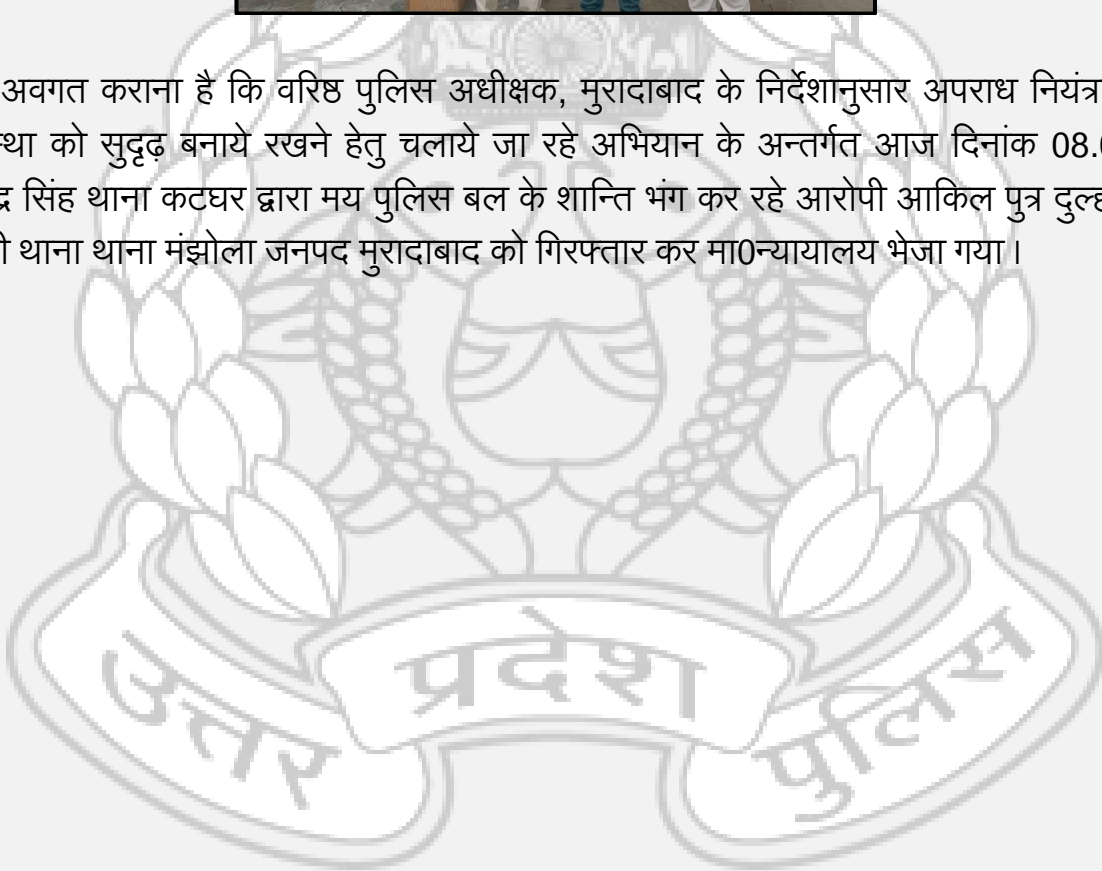 अवगत कराना है कि वरिष्ठ पुलिस अधीक्षक, मुरादाबाद के निर्देशानुसार अपराध
को सुदृढ़ बनाये रखने हेतु चलाये जा रहे अभियान के अन्तर्गत आज दिनांक 08.
सिंह थाना कटघर द्वारा मय पुलिस बल के शान्ति भंग कर रहे आरोपी आकिल पुत्र
थाना थाना मंझोला जनपद मुरादाबाद को गिरफ्तार कर मा0न्यायालय भेजा गया।
उत्तर प्रदेश पुलिस